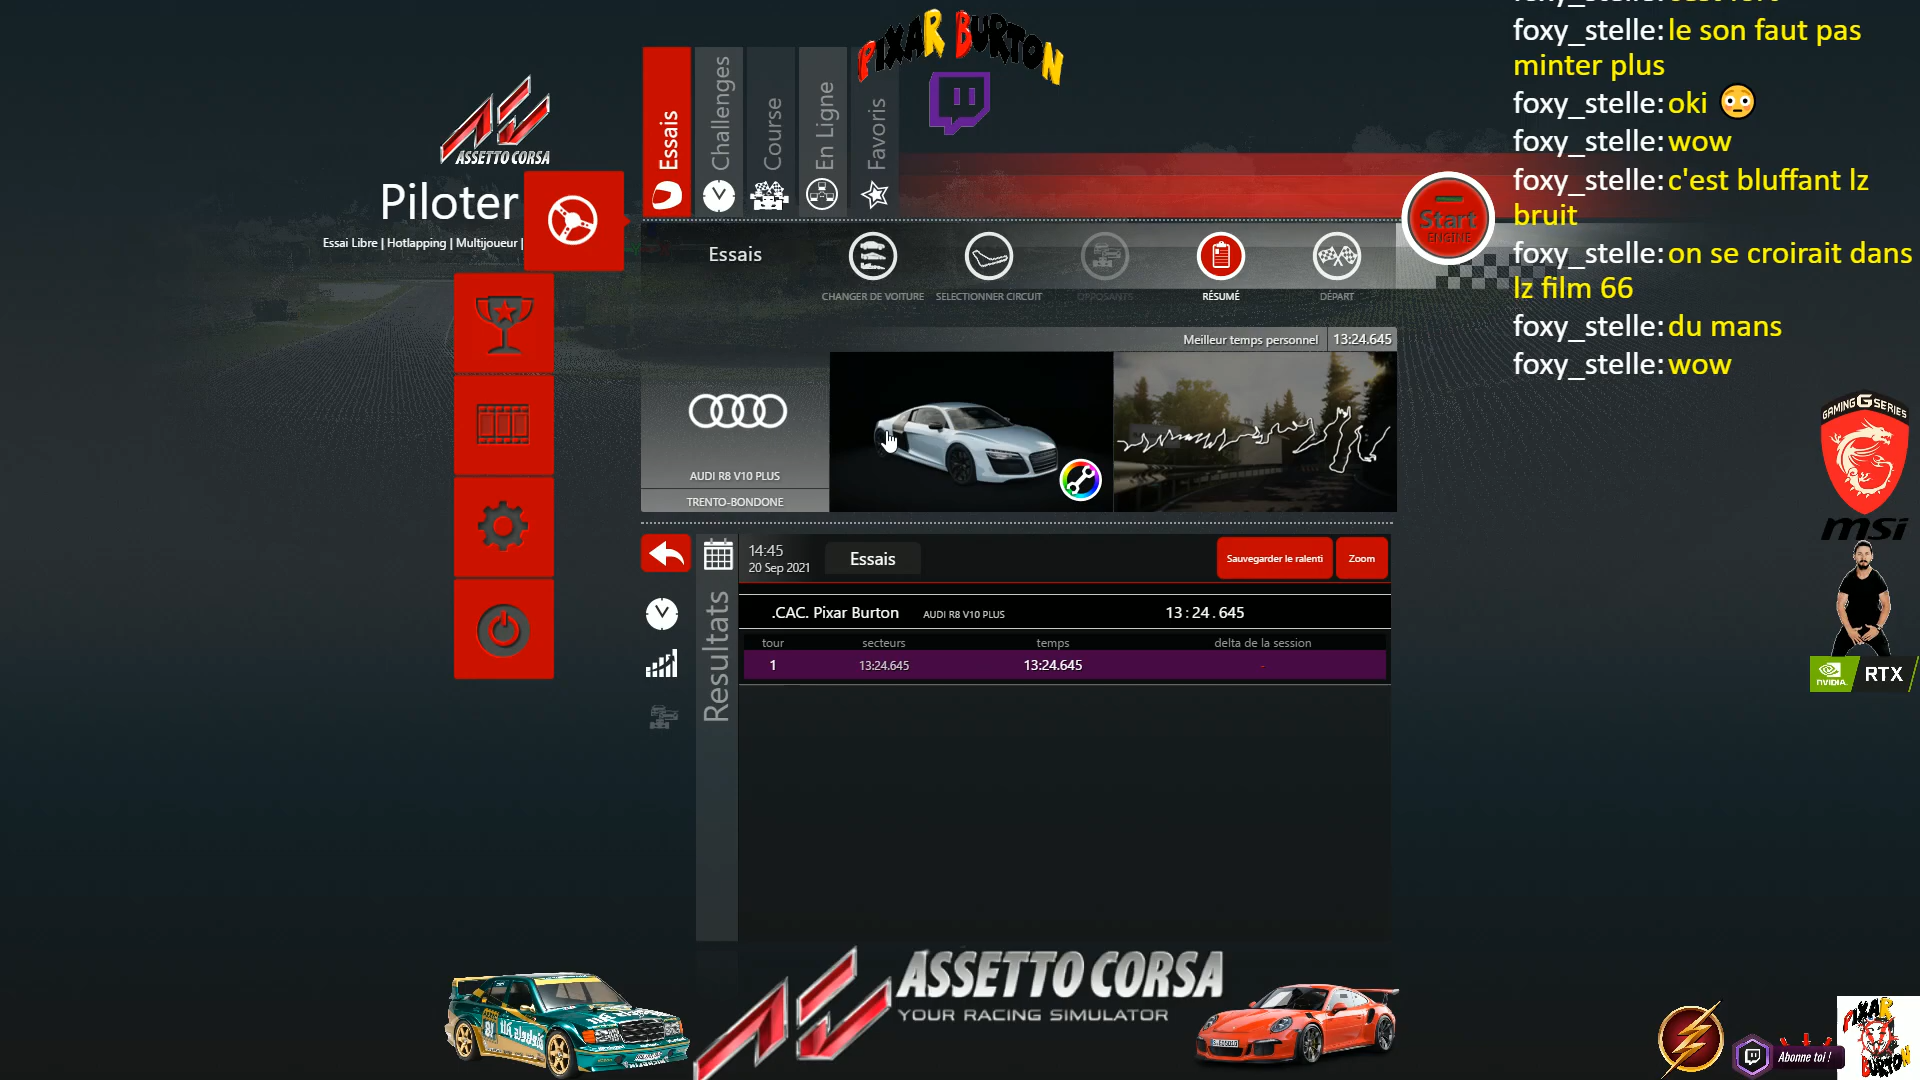 PIXAR BURTON
foxy_stelle: le son faut pas
minter plus
foxy_stelle: oki 😳
foxy_stelle: wow
foxy_stelle: c'est bluffant lz
bruit
foxy_stelle: on se croirait dans
lz film 66
foxy_stelle: du mans
foxy_stelle: wow
ASSETTO CORSA
Piloter
Essai Libre | Hotlapping | Multijoueur |
Essais
Challenges
Course
En Ligne
Favoris
Start
ENGINE
Essais
CHANGER DE VOITURE
SELECTIONNER CIRCUIT
OPPOSANTS
RÉSUMÉ
DÉPART
Meilleur temps personnel 13:24.645
AUDI R8 V10 PLUS
TRENTO-BONDONE
14:45
20 Sep 2021
Essais
Sauvegarder le ralenti
Zoom
Resultats
.CAC. Pixar Burton AUDI R8 V10 PLUS 13:24.645
tour secteurs temps delta de la session
1 13:24.645 13:24.645 -
GAMING G SERIES
msi
NVIDIA. RTX
ASSETTO CORSA
YOUR RACING SIMULATOR
Abonne toi !
PIXAR
BURTON